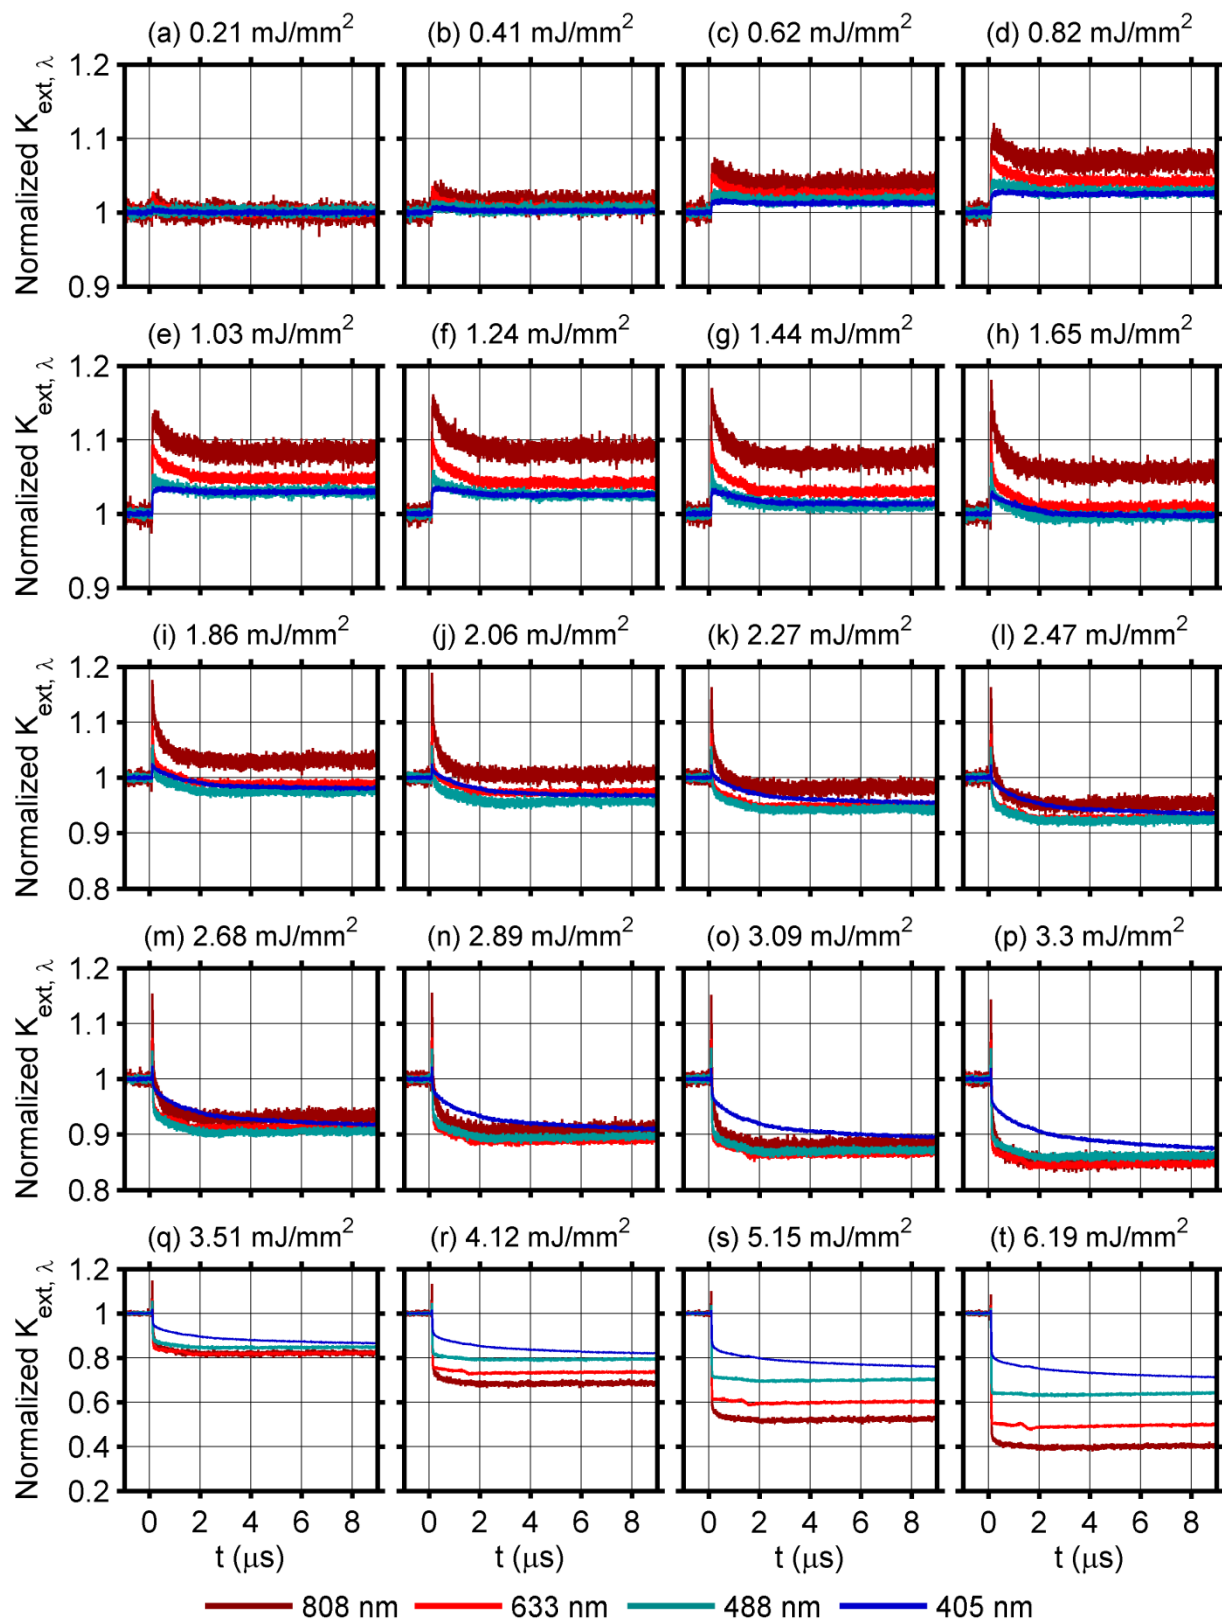 (a) 0.21 mJ/mm² (b) 0.41 mJ/mm² (c) 0.62 mJ/mm² (d) 0.82 mJ/mm²
Normalized K_ext, λ
1.2
1.1
1
0.9
(e) 1.03 mJ/mm² (f) 1.24 mJ/mm² (g) 1.44 mJ/mm² (h) 1.65 mJ/mm²
Normalized K_ext, λ
1.2
1.1
1
0.9
(i) 1.86 mJ/mm² (j) 2.06 mJ/mm² (k) 2.27 mJ/mm² (l) 2.47 mJ/mm²
Normalized K_ext, λ
1.2
1.1
1
0.9
0.8
(m) 2.68 mJ/mm² (n) 2.89 mJ/mm² (o) 3.09 mJ/mm² (p) 3.3 mJ/mm²
Normalized K_ext, λ
1.2
1.1
1
0.9
0.8
(q) 3.51 mJ/mm² (r) 4.12 mJ/mm² (s) 5.15 mJ/mm² (t) 6.19 mJ/mm²
Normalized K_ext, λ
1.2
1
0.8
0.6
0.4
0.2
0 2 4 6 8 0 2 4 6 8 0 2 4 6 8 0 2 4 6 8
t (μs) t (μs) t (μs) t (μs)
808 nm 633 nm 488 nm 405 nm